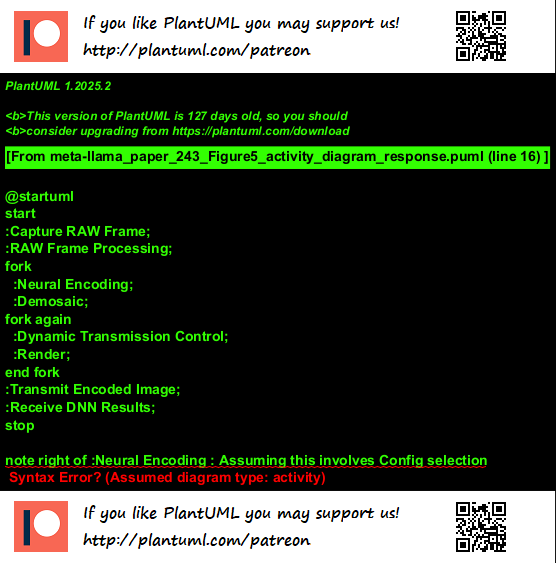 If you like PlantUML you may support us!
http://plantuml.com/patreon
PlantUML 1.2025.2
<b>This version of PlantUML is 127 days old, so you should
<b>consider upgrading from https://plantuml.com/download
[From meta-llama_paper_243_Figure5_activity_diagram_response.puml (line 16) ]
@startuml
start
:Capture RAW Frame;
:RAW Frame Processing;
fork
:Neural Encoding;
:Demosaic;
fork again
:Dynamic Transmission Control;
:Render;
end fork
:Transmit Encoded Image;
:Receive DNN Results;
stop
note right of :Neural Encoding : Assuming this involves Config selection
Syntax Error? (Assumed diagram type: activity)
If you like PlantUML you may support us!
http://plantuml.com/patreon